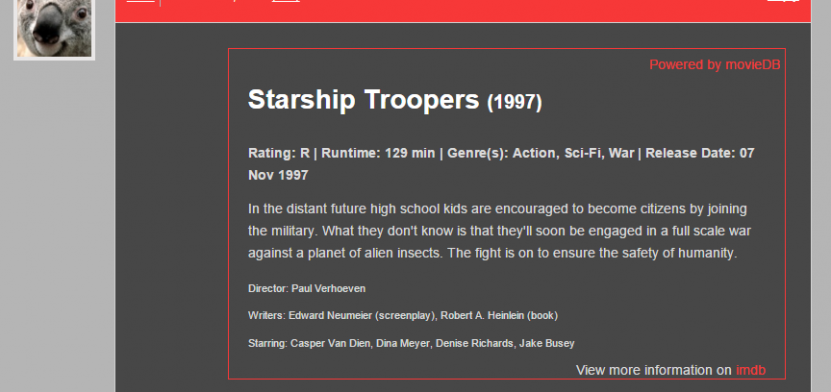 Powered by movieDB
Starship Troopers (1997)
Rating: R | Runtime: 129 min | Genre(s): Action, Sci-Fi, War | Release Date: 07
Nov 1997
In the distant future high school kids are encouraged to become citizens by joining
the military. What they don't know is that they'll soon be engaged in a full scale war
against a planet of alien insects. The fight is on to ensure the safety of humanity.
Director: Paul Verhoeven
Writers: Edward Neumeier (screenplay), Robert A. Heinlein (book)
Starring: Casper Van Dien, Dina Meyer, Denise Richards, Jake Busey
View more information on imdb